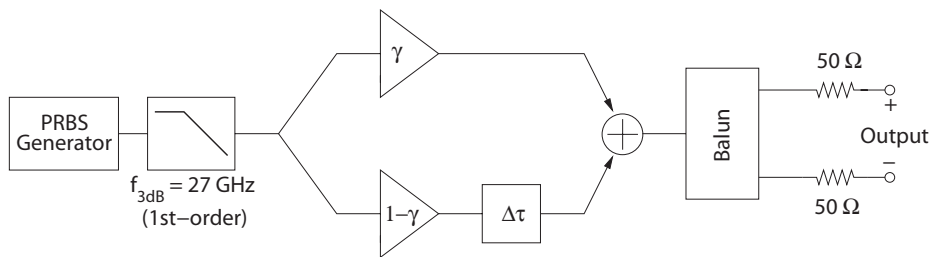 PRBS
Generator
f3dB = 27 GHz
(1st−order)
γ
1−γ
Δτ
+
Balun
50 Ω
+
Output
−
50 Ω